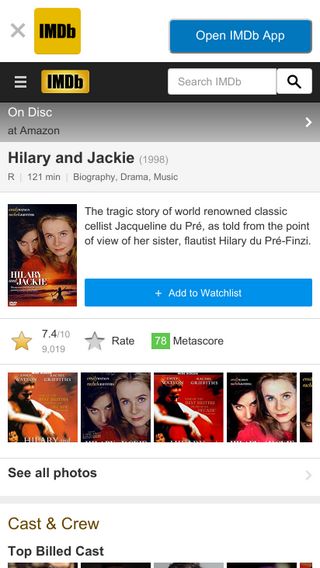 IMDb
Open IMDb App
IMDb
Search IMDb
On Disc
at Amazon
Hilary and Jackie (1998)
R | 121 min | Biography, Drama, Music
The tragic story of world renowned classic
cellist Jacqueline du Pré, as told from the point
of view of her sister, flautist Hilary du Pré-Finzi.
HILARY
AND JACKIE
+ Add to Watchlist
7.4/10
9,019
Rate
78 Metascore
See all photos
Cast & Crew
Top Billed Cast